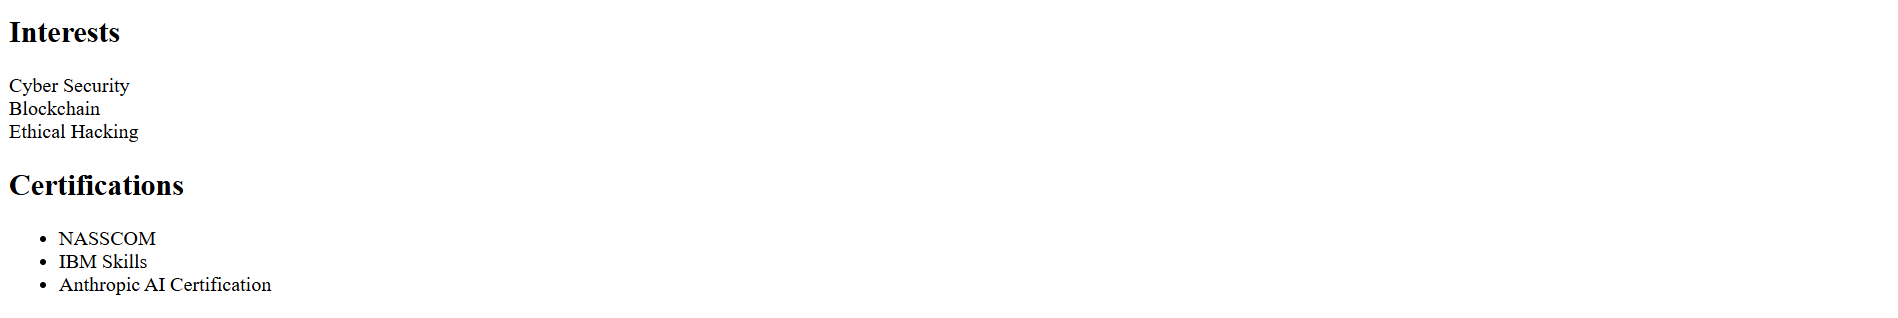 Interests
Cyber Security
Blockchain
Ethical Hacking
Certifications
• NASSCOM
• IBM Skills
• Anthropic AI Certification